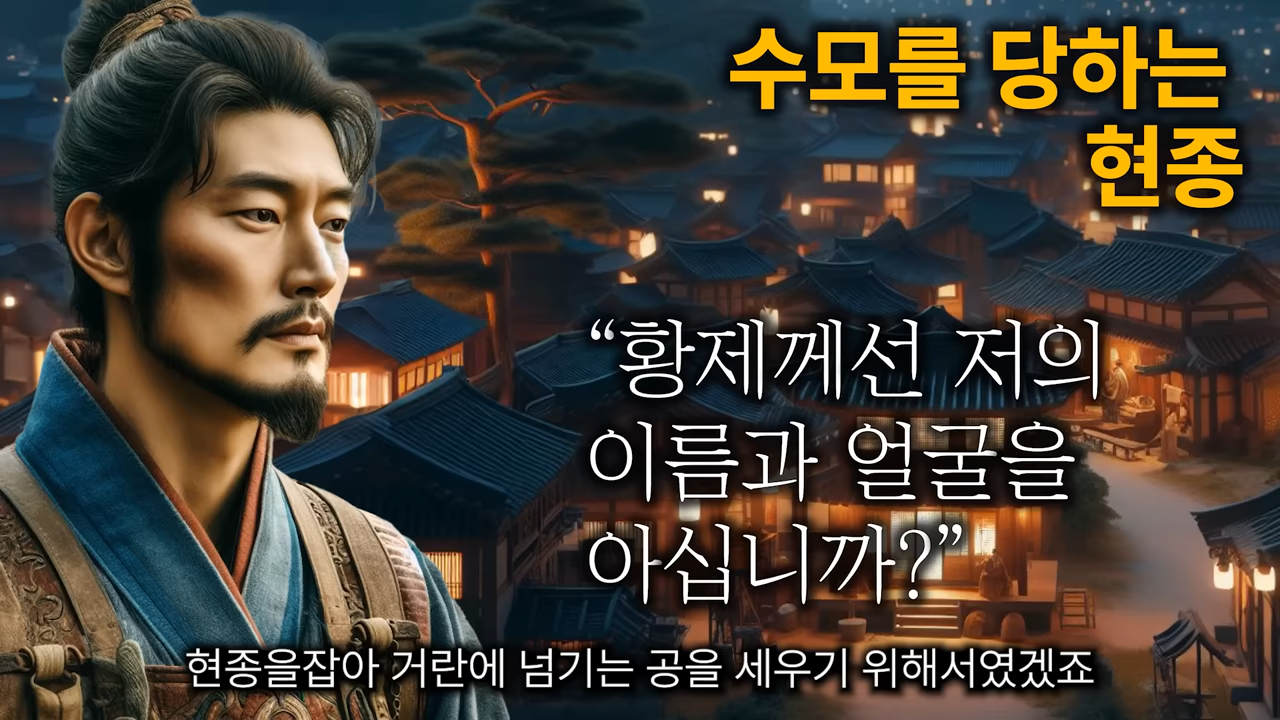 수모를 당하는
현종
“황제께선 저의
이름과 얼굴을
아십니까?”
현종을잡아 거란에 넘기는 공을 세우기 위해서였겠죠